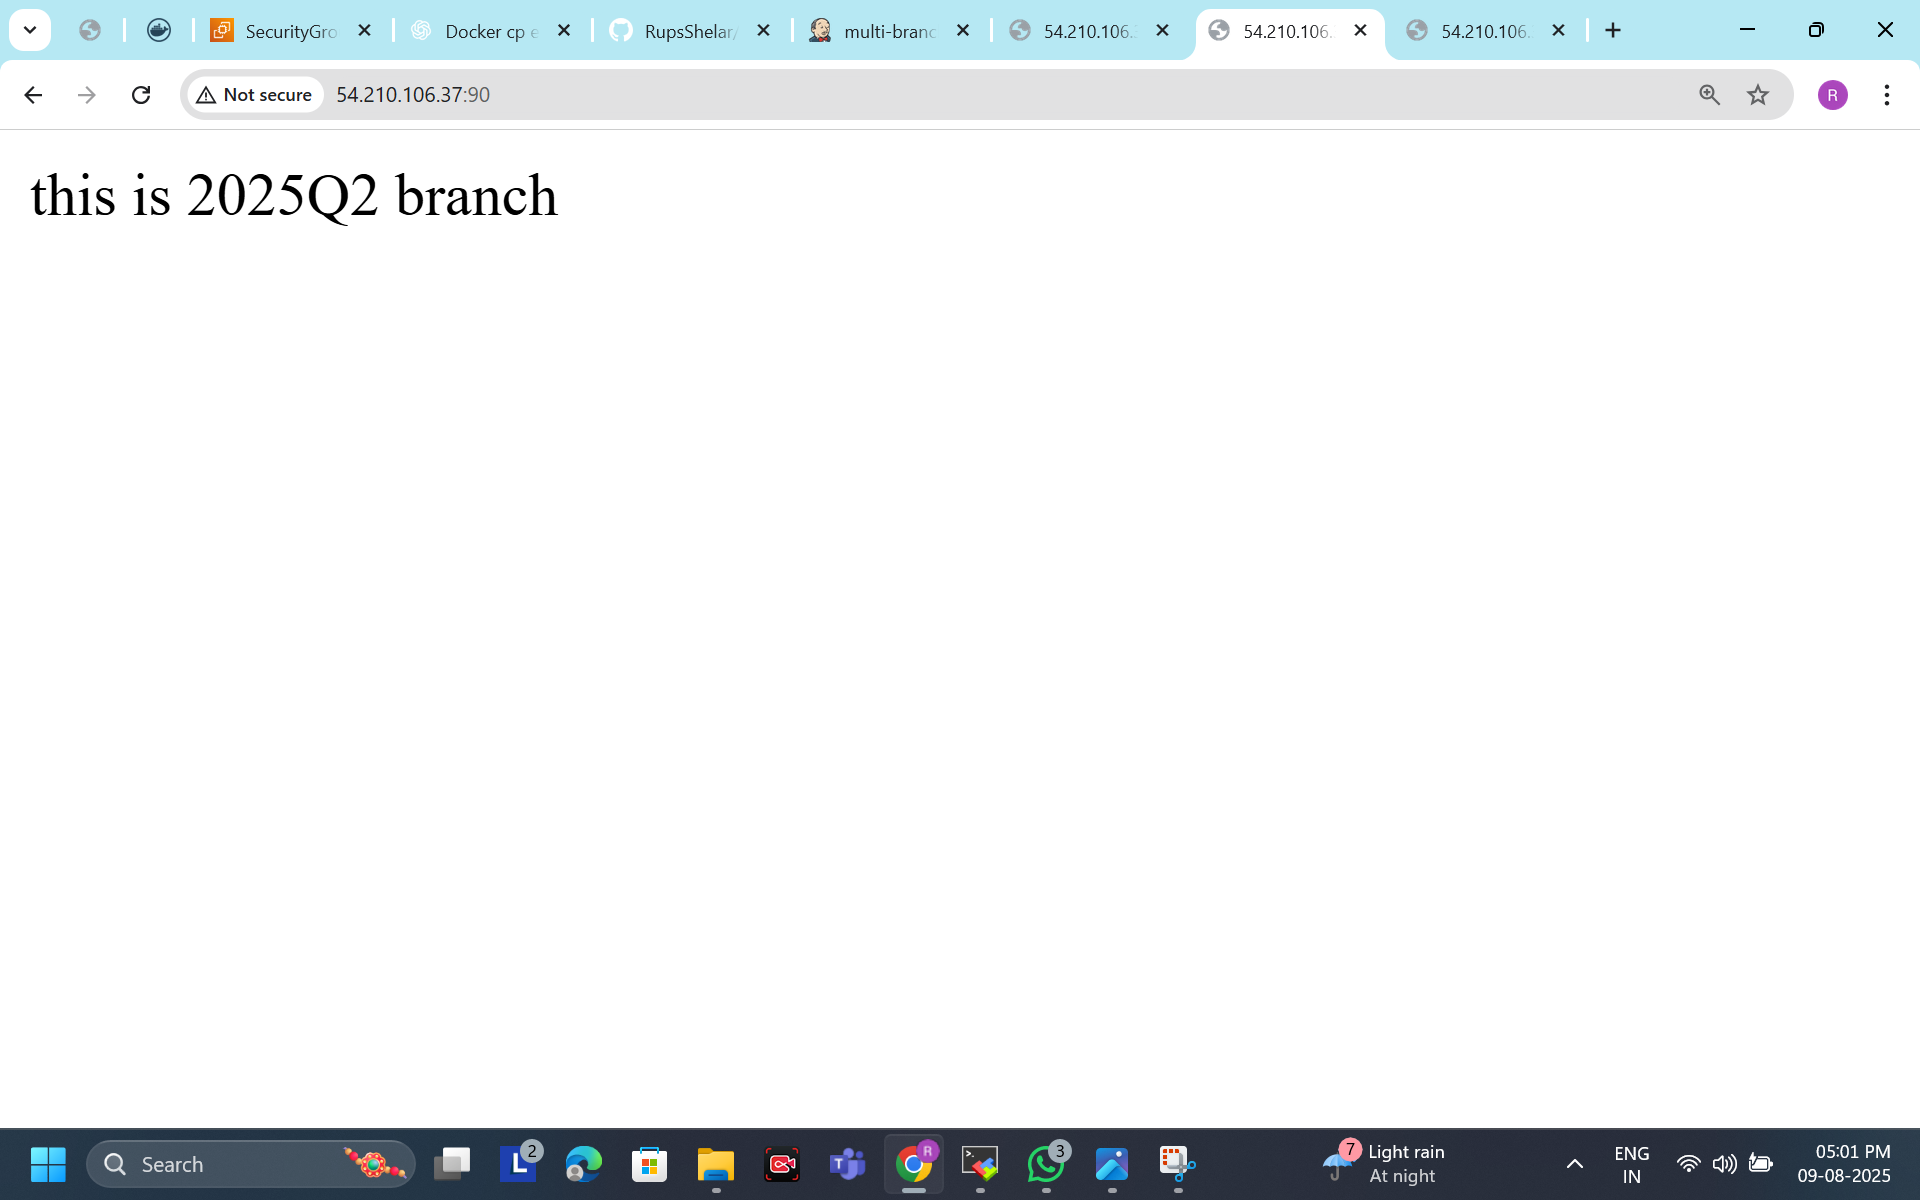 SecurityGro
Docker cp e
RupsShelar/
multi-branc
54.210.106.3
54.210.106.
54.210.106.
Not secure
54.210.106.37:90
R
this is 2025Q2 branch
Search
L
2
T
R
3
7
Light rain
At night
ENG
IN
05:01 PM
09-08-2025